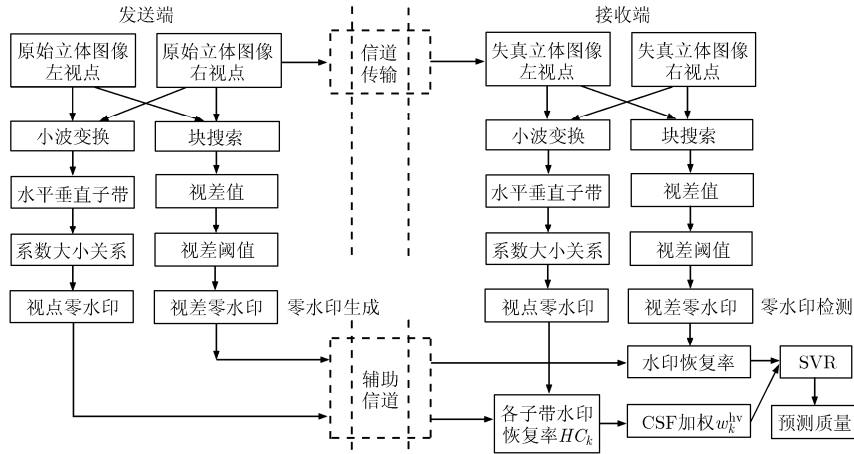 发送端
接收端
原始立体图像
左视点
原始立体图像
右视点
信道
传输
失真立体图像
左视点
失真立体图像
右视点
小波变换
块搜索
小波变换
块搜索
水平垂直子带
视差值
水平垂直子带
视差值
系数大小关系
视差阈值
系数大小关系
视差阈值
视点零水印
视差零水印
零水印生成
视点零水印
视差零水印
零水印检测
辅助
信道
水印恢复率
SVR
各子带水印
恢复率HC_k
CSF加权w_k^hv
预测质量